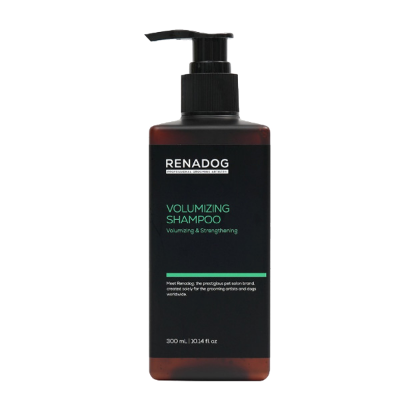 RENADOG
PROFESSIONAL GROOMING ARTISTS
VOLUMIZING
SHAMPOO
Volumizing & Strengthening
Meet Renadog, the prestigious pet salon brand,
created solely for the grooming artists and dogs
worldwide.
300 mL | 10.14 fl oz